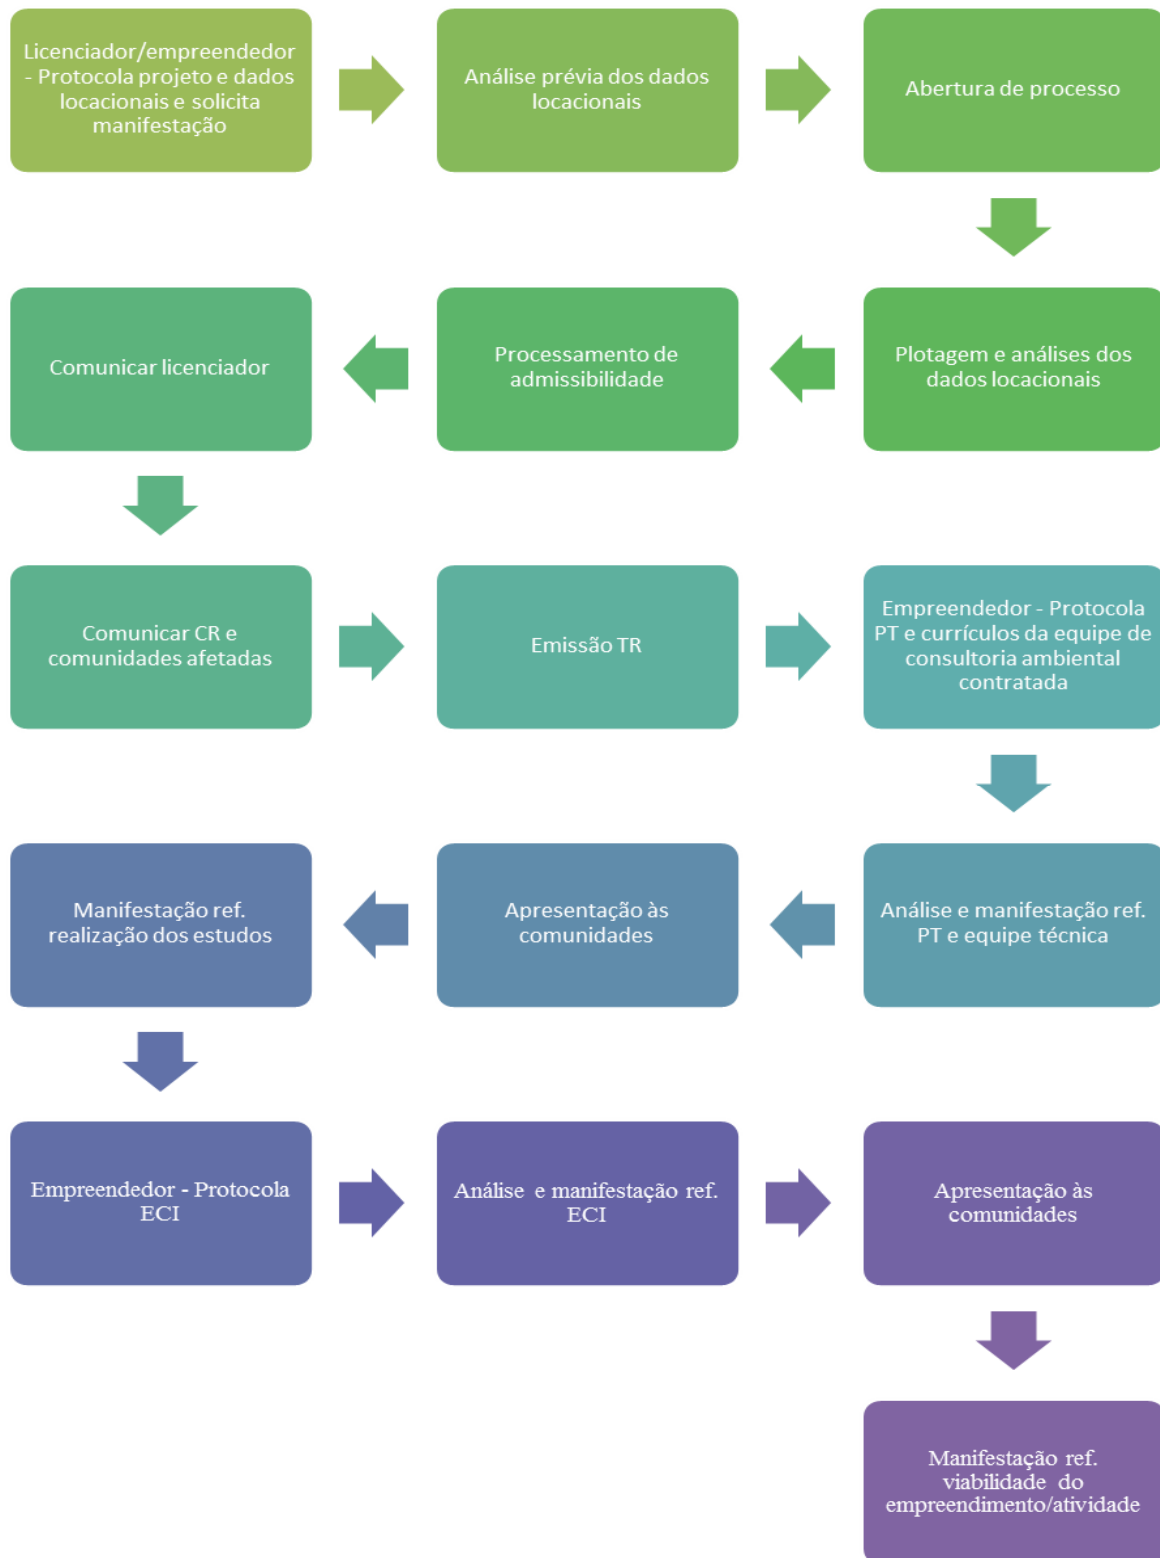 Licenciador/empreendedor
- Protocola projeto e dados
locacionais e solicita
manifestação
Análise prévia dos dados
locacionais
Abertura de processo
Plotagem e análises dos
dados locacionais
Processamento de
admissibilidade
Comunicar licenciador
Comunicar CR e
comunidades afetadas
Emissão TR
Empreendedor - Protocola
PT e currículos da equipe de
consultoria ambiental
contratada
Análise e manifestação ref.
PT e equipe técnica
Apresentação às
comunidades
Manifestação ref.
realização dos estudos
Empreendedor - Protocola
ECI
Análise e manifestação ref.
ECI
Apresentação às
comunidades
Manifestação ref.
viabilidade do
empreendimento/atividade